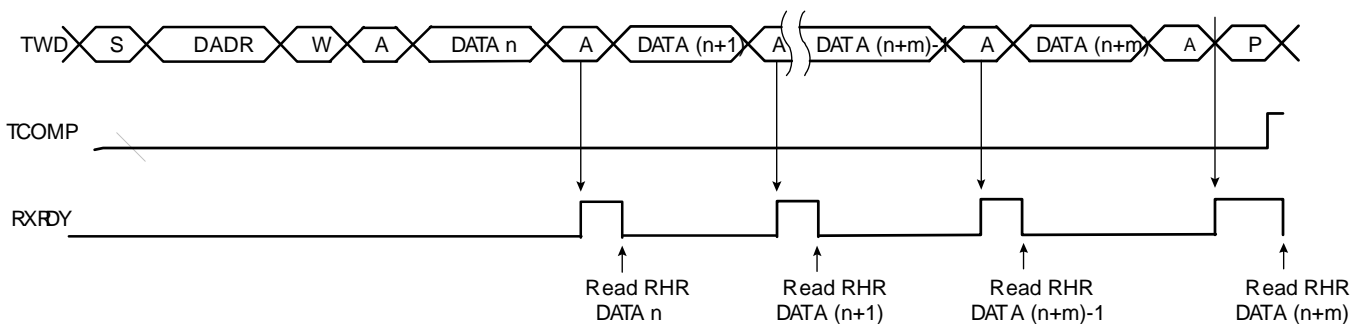 TWD S DADR W A DATA n A DATA (n+1) A DATA (n+m)-1 A DATA (n+m) A P
TCOMP
RXRDY
Read RHR Read RHR Read RHR Read RHR
DATA n DATA (n+1) DATA (n+m)-1 DATA (n+m)